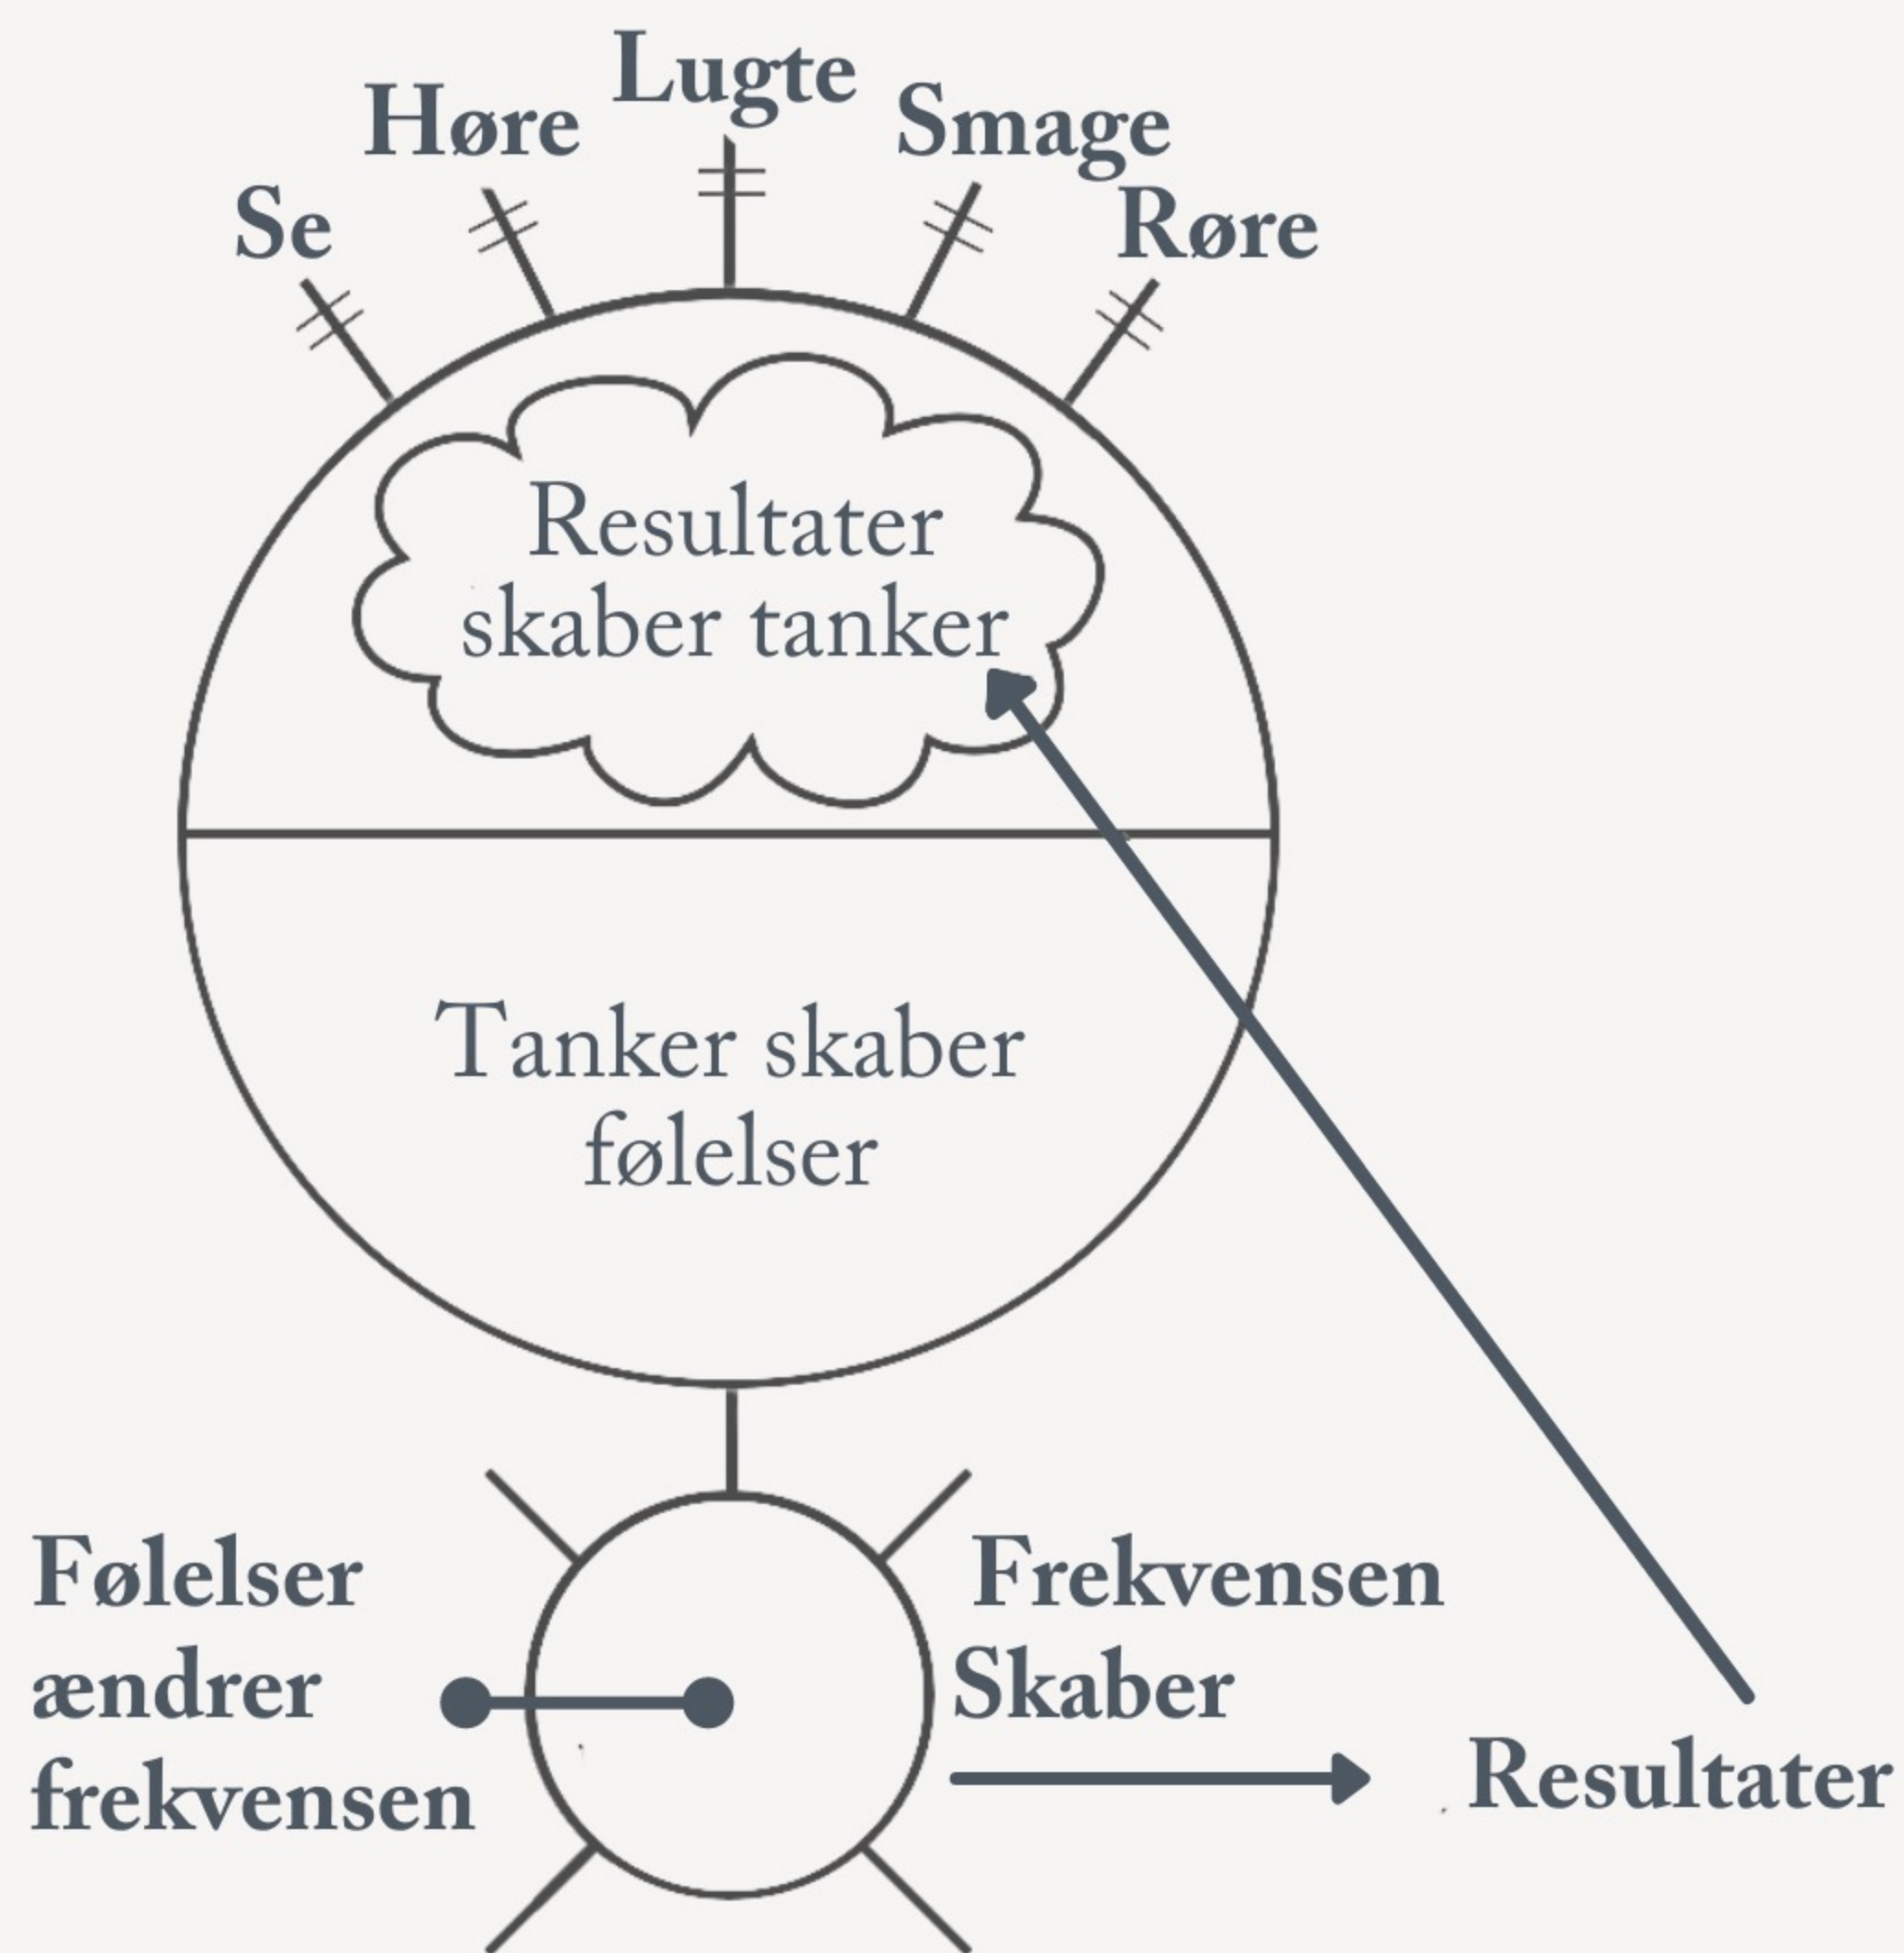 Se
Høre
Lugte
Smage
Røre
Resultater
skaber tanker
Tanker skaber
følelser
Følelser
ændrer
frekvensen
Frekvensen
Skaber
Resultater